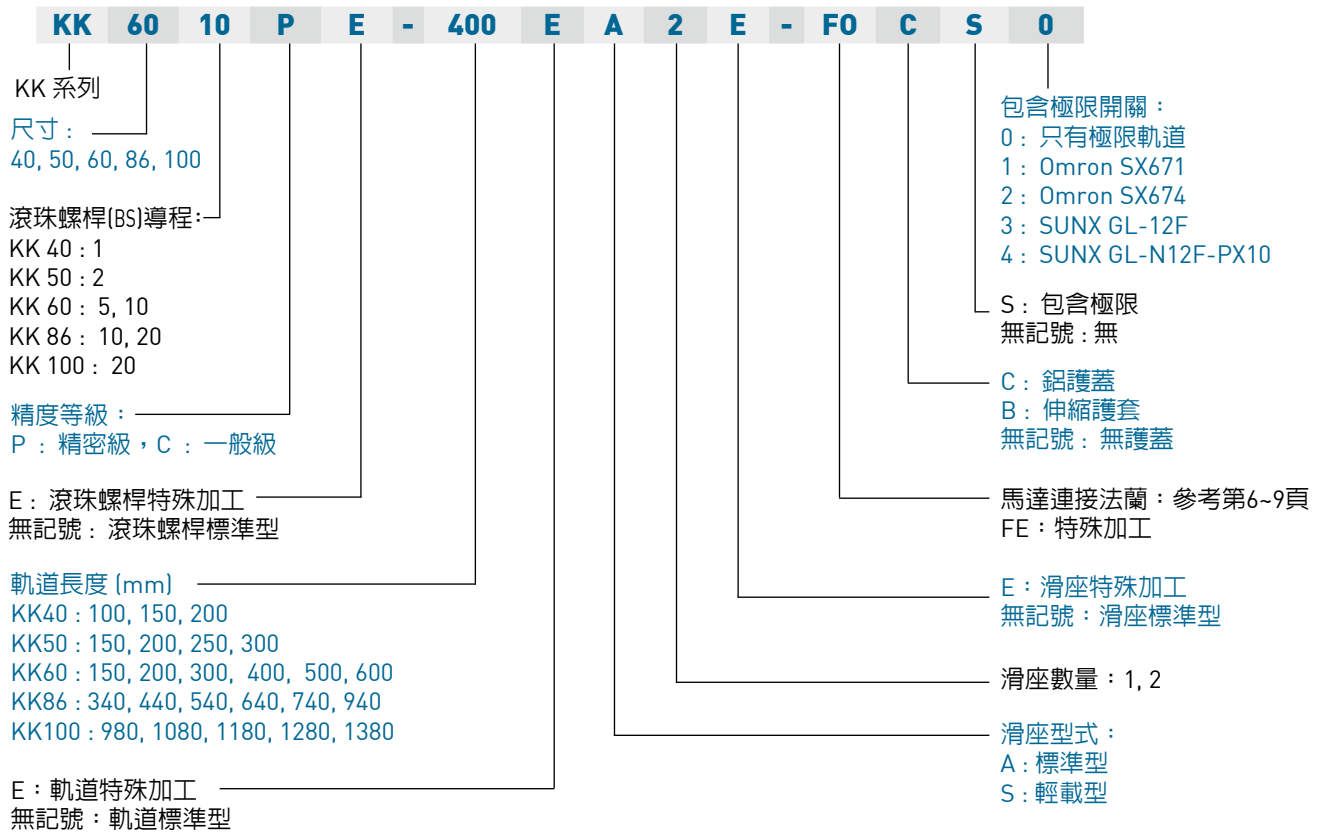 KK 60 10 P E - 400 E A 2 E - F0 C S 0
KK 系列
尺寸：
40, 50, 60, 86, 100
滾珠螺桿(BS)導程：
KK 40 : 1
KK 50 : 2
KK 60 : 5, 10
KK 86 : 10, 20
KK 100 : 20
精度等級：
P : 精密級，C : 一般級
E : 滾珠螺桿特殊加工
無記號 : 滾珠螺桿標準型
軌道長度 (mm)
KK40 : 100, 150, 200
KK50 : 150, 200, 250, 300
KK60 : 150, 200, 300, 400, 500, 600
KK86 : 340, 440, 540, 640, 740, 940
KK100 : 980, 1080, 1180, 1280, 1380
E：軌道特殊加工
無記號：軌道標準型
包含極限開關：
0 : 只有極限軌道
1 : Omron SX671
2 : Omron SX674
3 : SUNX GL-12F
4 : SUNX GL-N12F-PX10
S : 包含極限
無記號 : 無
C : 鋁護蓋
B : 伸縮護套
無記號 : 無護蓋
馬達連接法蘭：參考第6~9頁
FE：特殊加工
E：滑座特殊加工
無記號：滑座標準型
滑座數量：1, 2
滑座型式：
A : 標準型
S : 輕載型